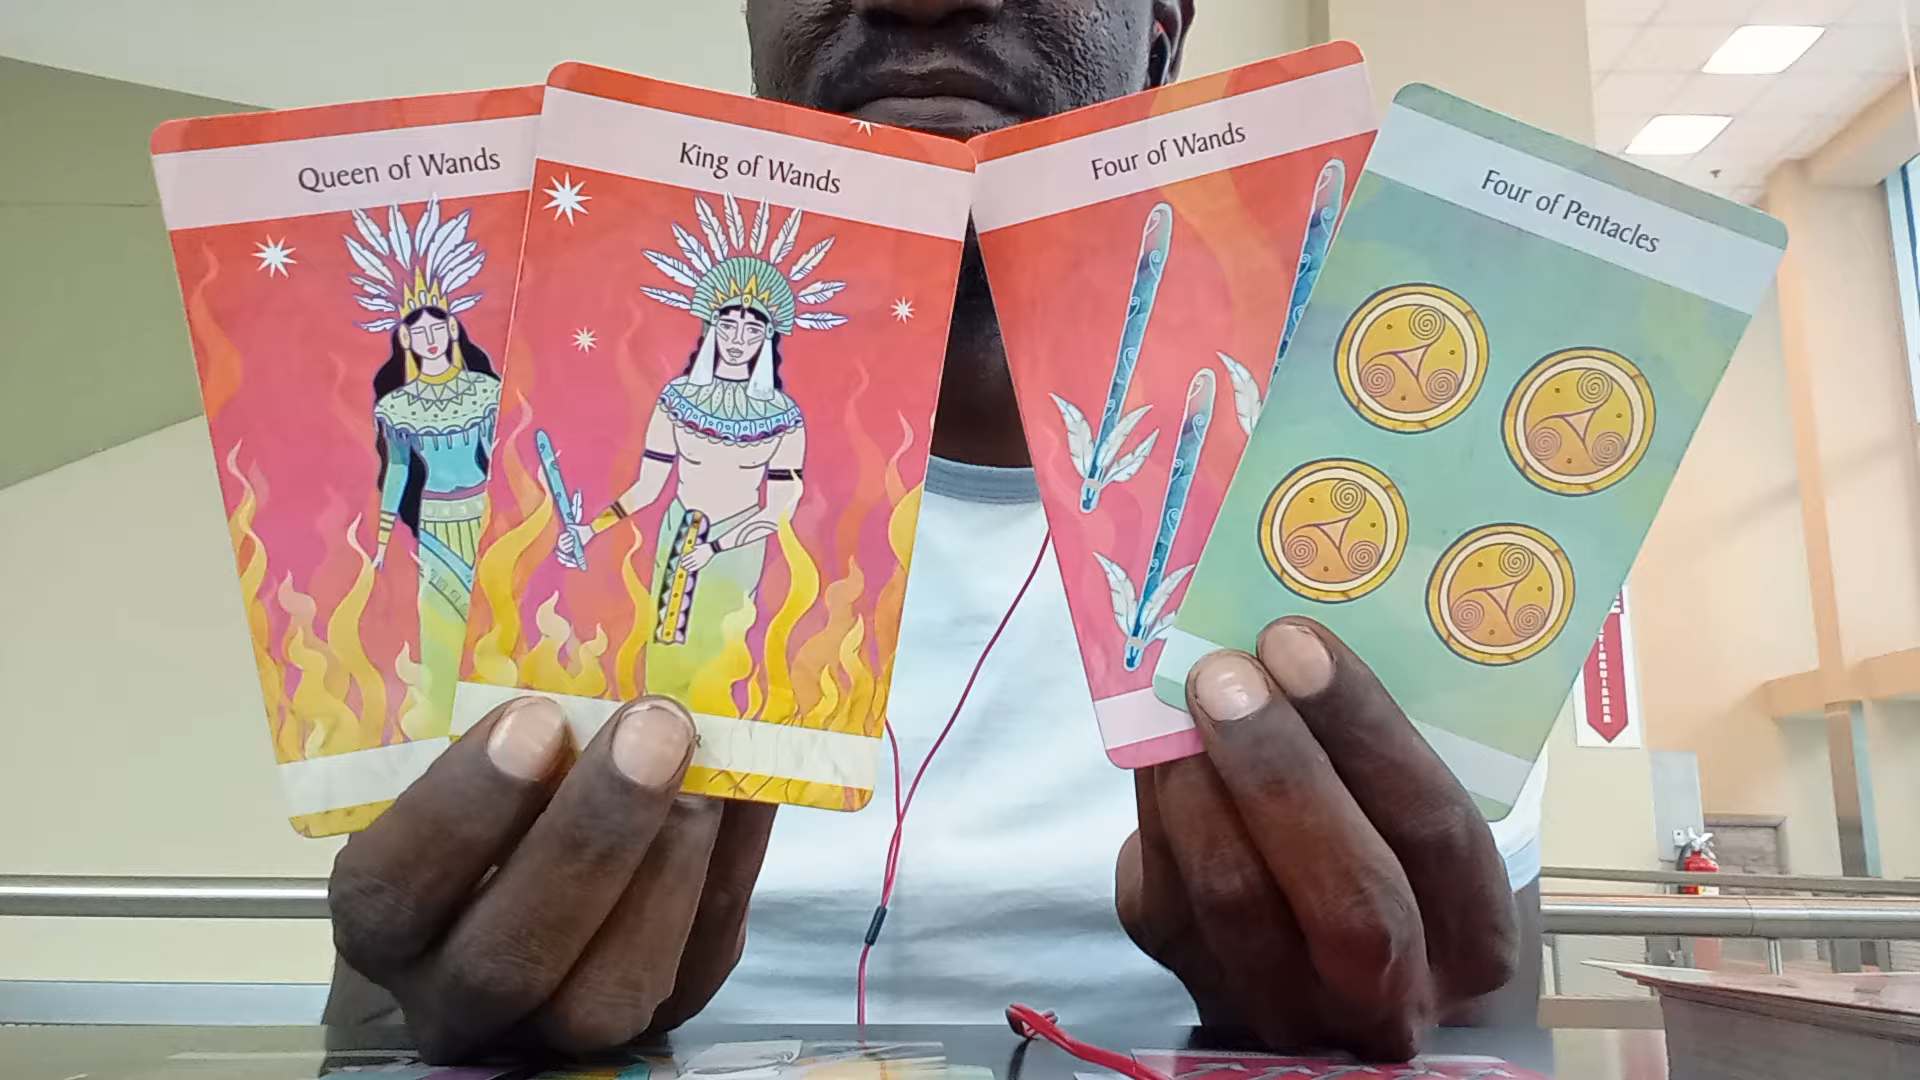 Queen of Wands
King of Wands
Four of Wands
Four of Pentacles